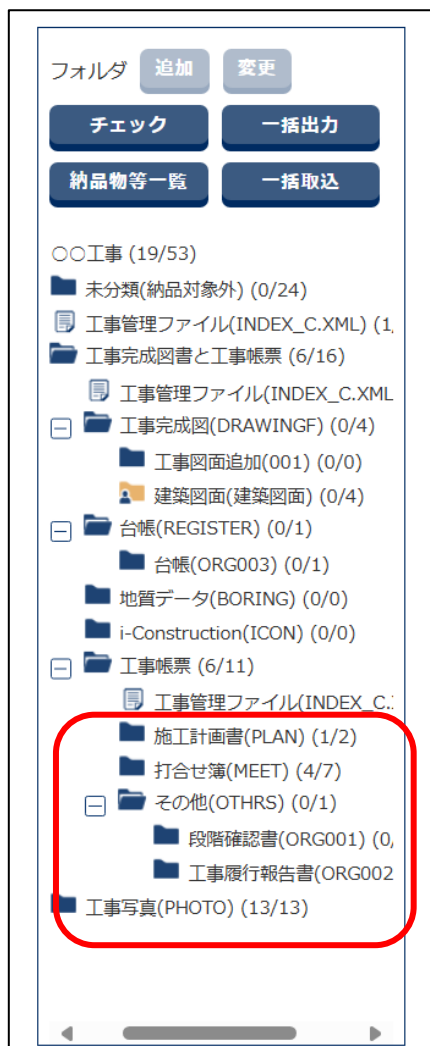 フォルダ 追加 変更
チェック 一括出力
納品物等一覧 一括取込
○○工事 (19/53)
未分類(納品対象外) (0/24)
工事管理ファイル(INDEX_C.XML) (1,
工事完成図書と工事帳票 (6/16)
工事管理ファイル(INDEX_C.XML
工事完成図(DRAWINGF) (0/4)
工事図面追加(001) (0/0)
建築図面(建築図面) (0/4)
台帳(REGISTER) (0/1)
台帳(ORG003) (0/1)
地質データ(BORING) (0/0)
i-Construction(ICON) (0/0)
工事帳票 (6/11)
工事管理ファイル(INDEX_C.
施工計画書(PLAN) (1/2)
打合せ簿(MEET) (4/7)
その他(OTHRS) (0/1)
段階確認書(ORG001) (0,
工事履行報告書(ORG002
工事写真(PHOTO) (13/13)